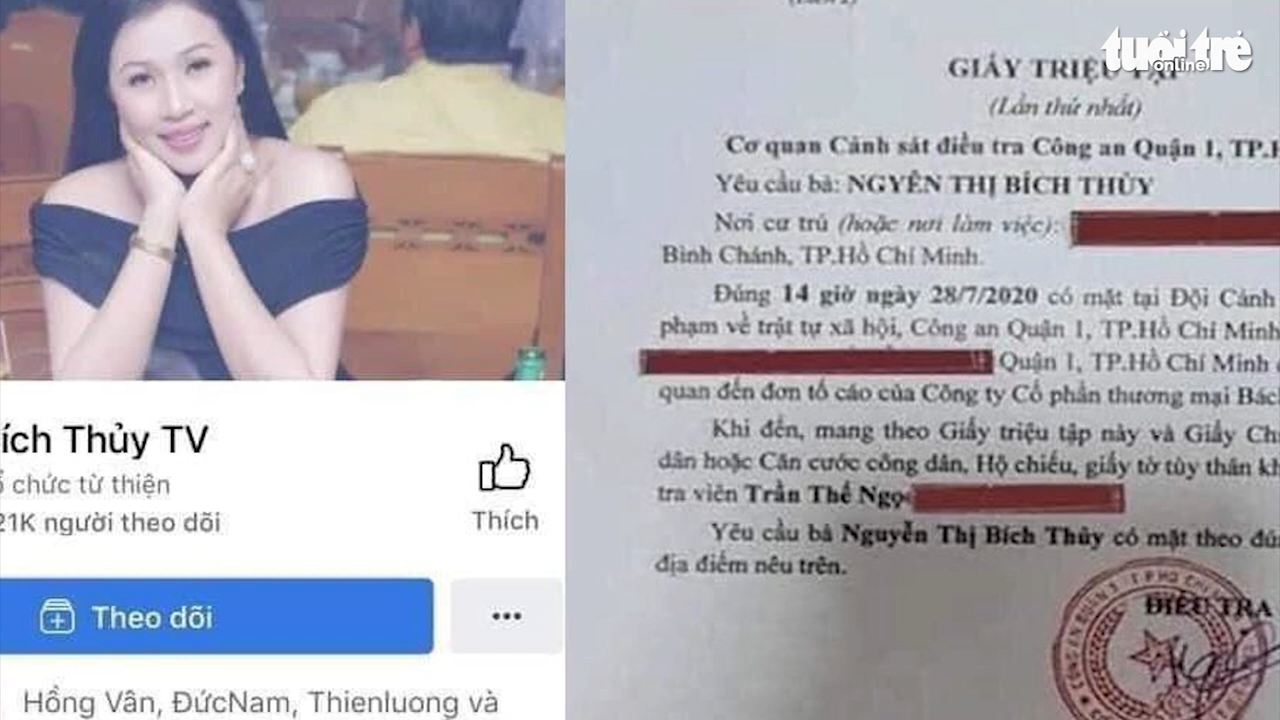 ích Thủy TV
ổ chức từ thiện
21K người theo dõi
Thích
Theo dõi
Hồng Vân, ĐứcNam, Thienluong và
tuổi trẻ
online
GIẤY TRIỆU TẬP
(Lần thứ nhất)
Cơ quan Cảnh sát điều tra Công an Quận 1, TP.H
Yêu cầu bà: NGYỄN THỊ BÍCH THỦY
Nơi cư trú (hoặc nơi làm việc):
Bình Chánh, TP.Hồ Chí Minh.
Đúng 14 giờ ngày 28/7/2020 có mặt tại Đội Cảnh
phạm về trật tự xã hội, Công an Quận 1, TP.Hồ Chí Minh
Quận 1, TP.Hồ Chí Minh
quan đến đơn tố cáo của Công ty Cổ phần thương mại Bách
Khi đến, mang theo Giấy triệu tập này và Giấy Ch
dân hoặc Căn cước công dân, Hộ chiếu, giấy tờ tùy thân kh
tra viên Trần Thế Ngọ
Yêu cầu bà Nguyễn Thị Bích Thủy có mặt theo đún
địa điểm nêu trên.
ĐIỀU TRA